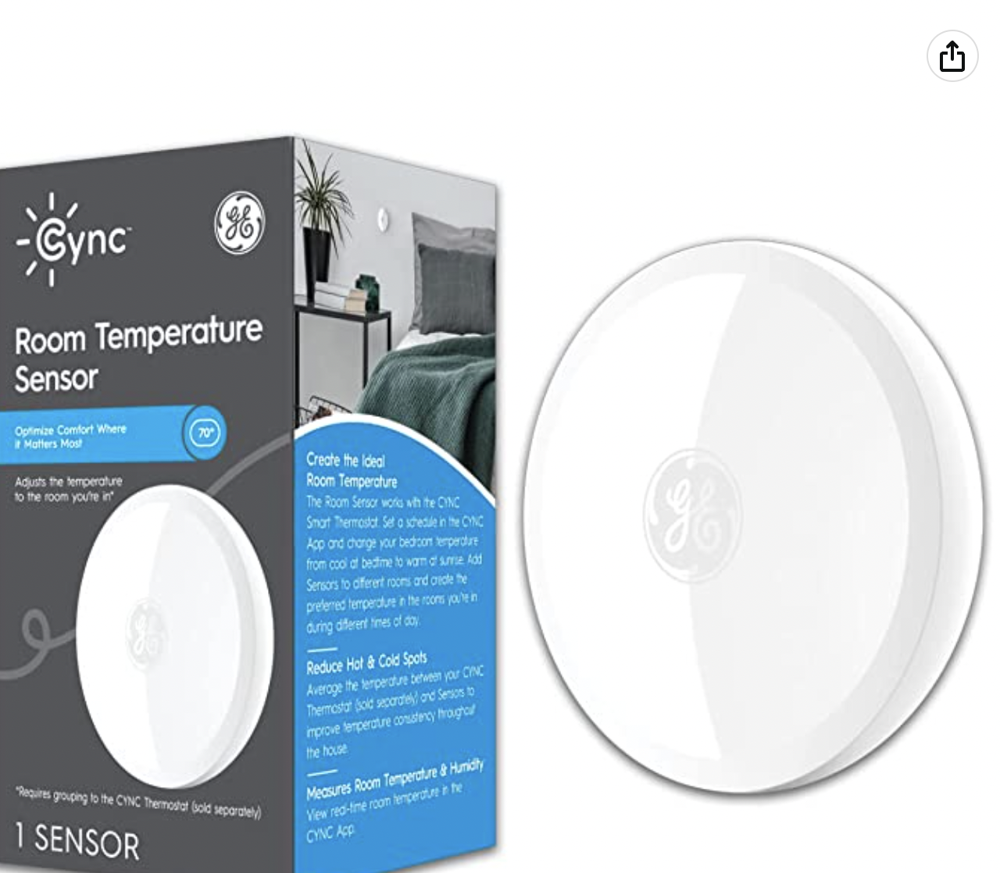 Cync™
GE
Room Temperature
Sensor
Optimize Comfort Where
it Matters Most
70°
Adjusts the temperature
to the room you're in*
GE
*Requires grouping to the CYNC Thermostat (sold separately)
1 SENSOR
Create the Ideal
Room Temperature
The Room Sensor works with the CYNC
Smart Thermostat. Set a schedule in the CYNC
App and change your bedroom temperature
from cool at bedtime to warm at sunrise. Add
Sensors to different rooms and create the
preferred temperature in the rooms you're in
during different times of day.
Reduce Hot & Cold Spots
Average the temperature between your CYNC
Thermostat (sold separately) and Sensors to
improve temperature consistency throughout
the house.
Measures Room Temperature & Humidity
View real-time room temperature in the
CYNC App.
GE